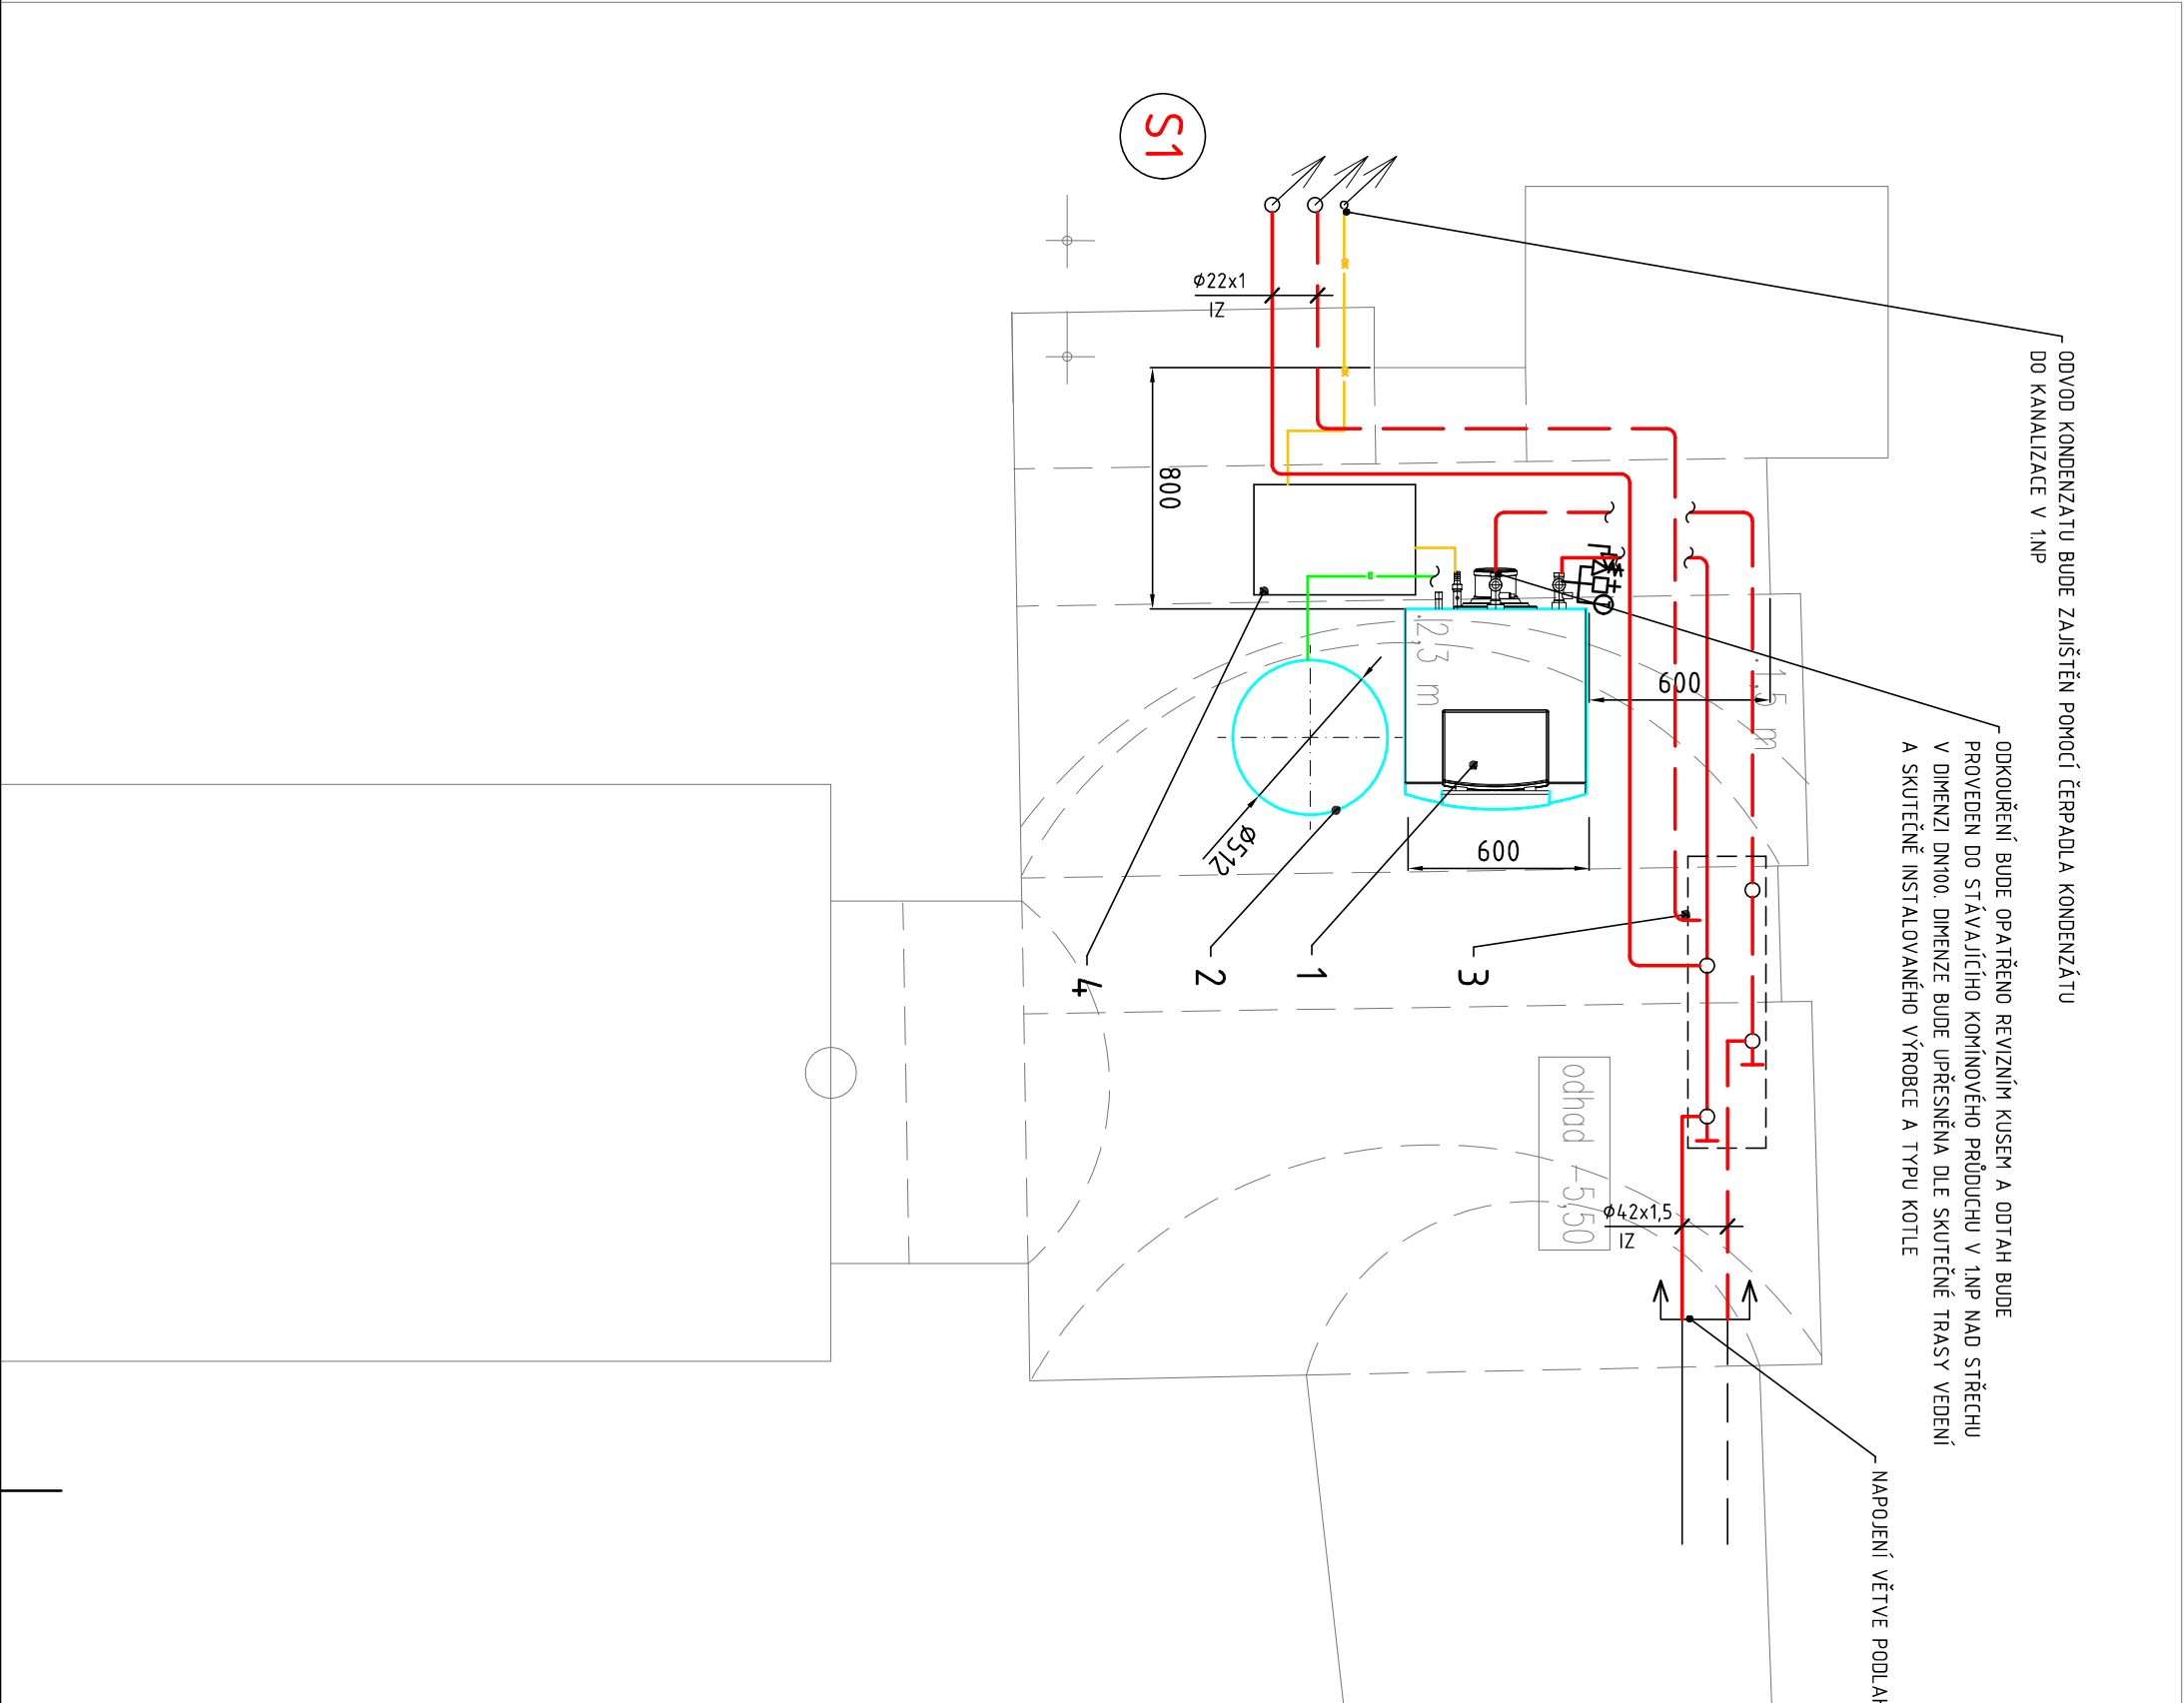 S1
ODVOD KONDENZATU BUDE ZAJIŠTĚN POMOCÍ ČERPADLA KONDENZÁTU
DO KANALIZACE V 1.NP
ODKOUŘENÍ BUDE OPATŘENO REVIZNÍM KUSEM A ODTAH BUDE
PROVEDEN DO STÁVAJÍCÍHO KOMÍNOVÉHO PRŮDUCHU V 1.NP NAD STŘECHU
V DIMENZI DN100. DIMENZE BUDE UPŘESNĚNA DLE SKUTEČNÉ TRASY VEDENÍ
A SKUTEČNĚ INSTALOVANÉHO VÝROBCE A TYPU KOTLE
NAPOJENÍ VĚTVE
ø22x1
IZ
800
2,3 m
1,5 m
600
600
ø512
3
1
2
4
odhad -5,50
ø42x1,5
IZ